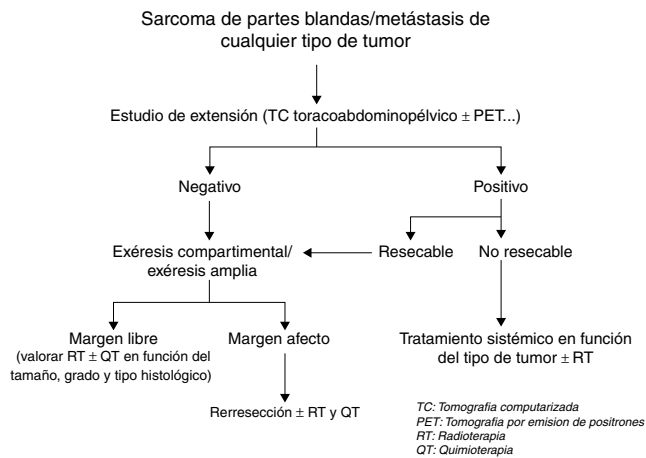 Sarcoma de partes blandas/metástasis de
cualquier tipo de tumor
Estudio de extensión (TC toracoabdominopélvico ± PET...)
Negativo
Positivo
Exéresis compartimental/
exéresis amplia
Resecable
No resecable
Margen libre
(valorar RT ± QT en función del
tamaño, grado y tipo histológico)
Margen afecto
Tratamiento sistémico en función
del tipo de tumor ± RT
Rerresección ± RT y QT
TC: Tomografia computarizada
PET: Tomografia por emision de positrones
RT: Radioterapia
QT: Quimioterapia